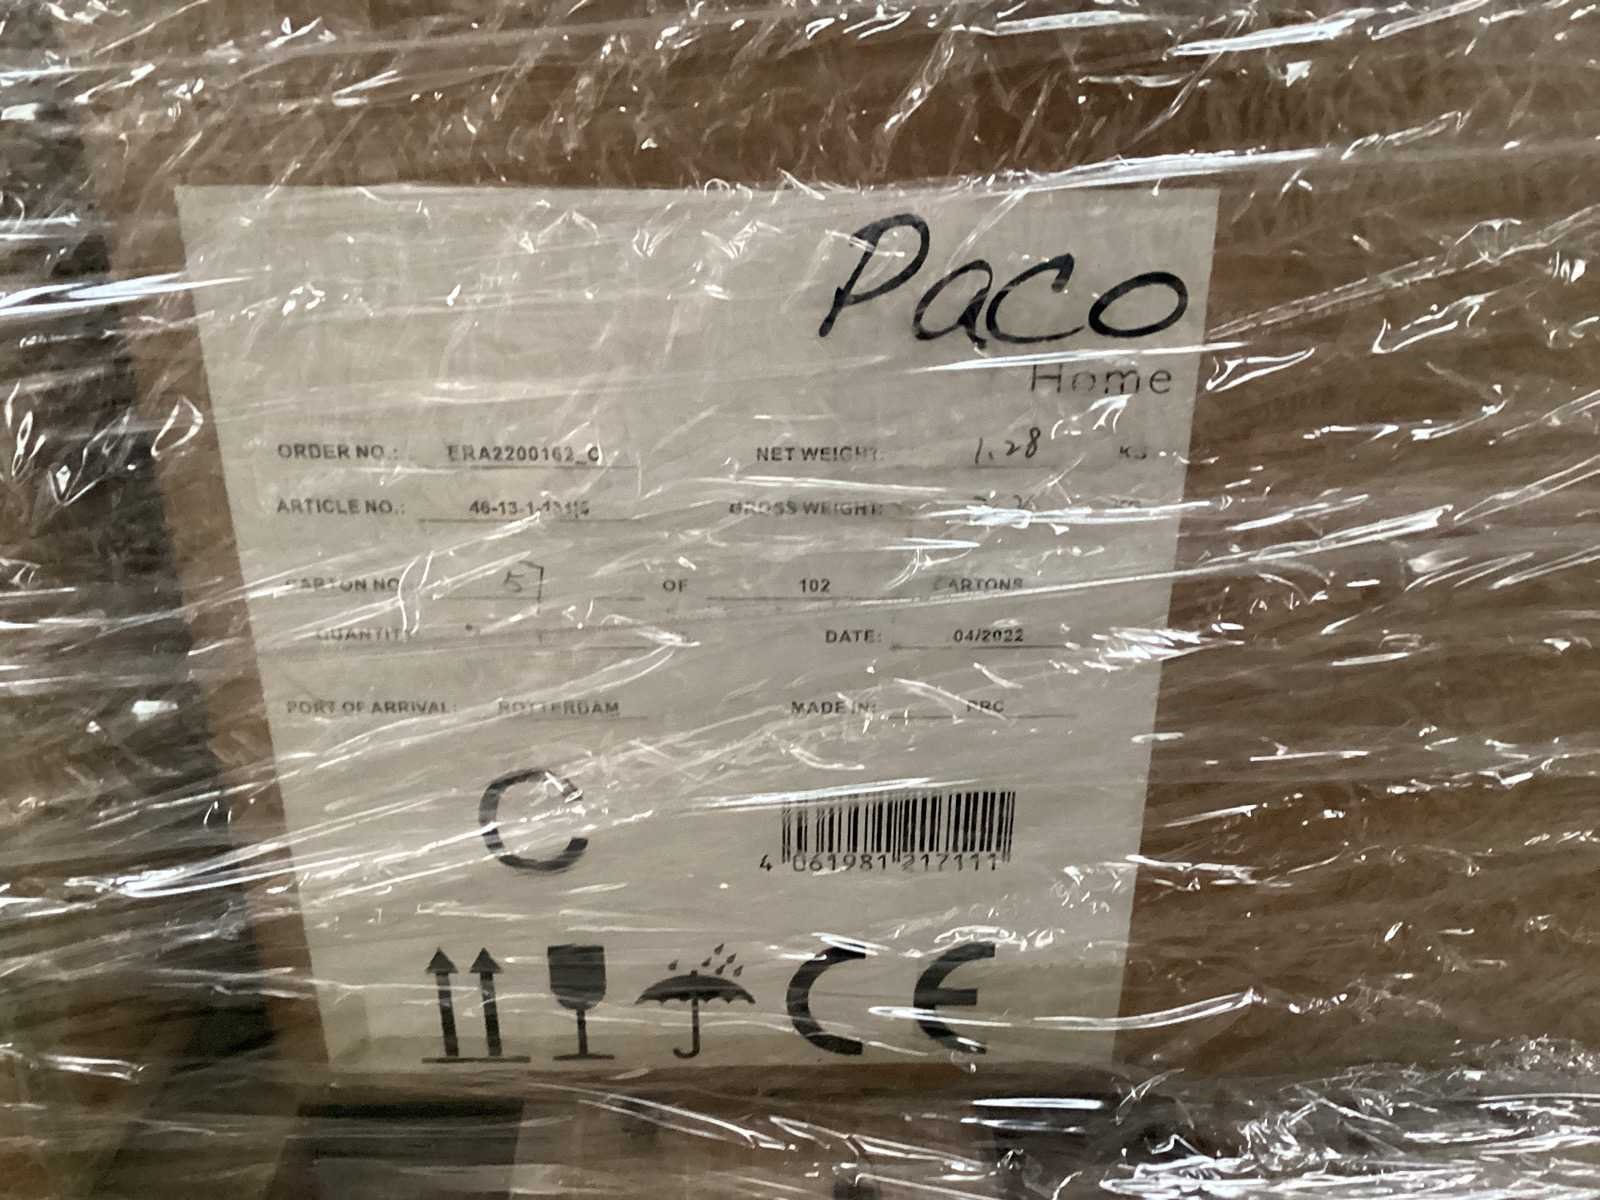 Paco
Home
ORDER NO.: ERA2200162_C NET WEIGHT: 1.28 KG
ARTICLE NO.: GROSS WEIGHT:
CARTON NO. OF 102 CARTONS
QUANTITY DATE: 04/2022
PORT OF ARRIVAL: ROTTERDAM MADE IN: PRC
C
4 061981 217111
CE